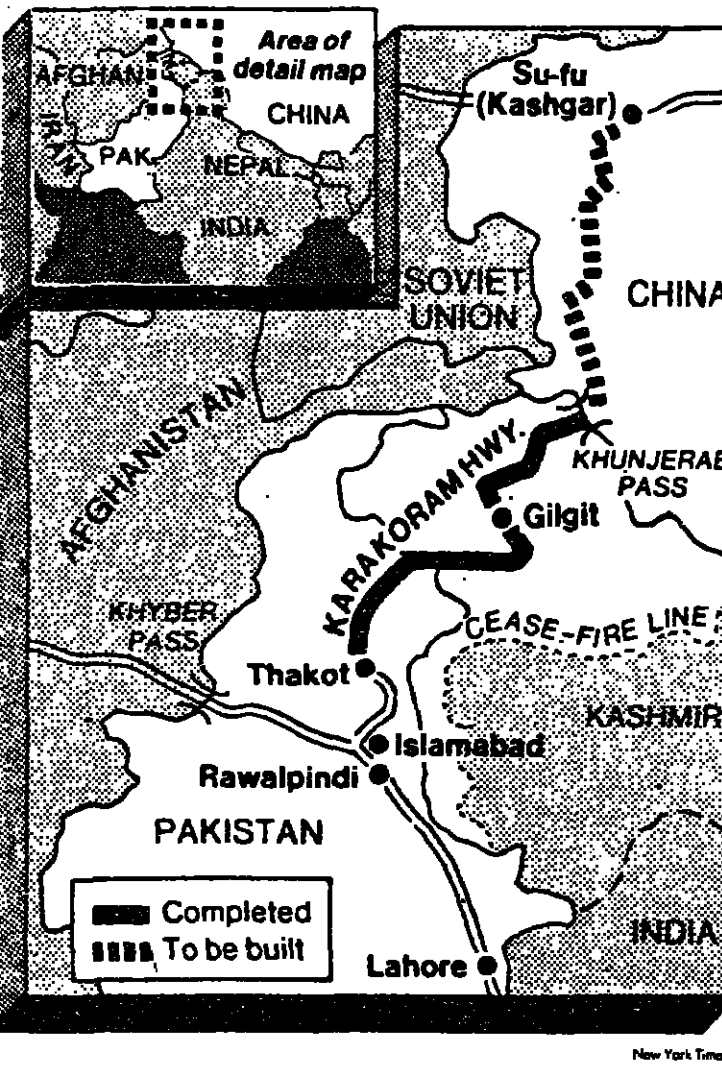 Area of
detail map
AFGHAN
CHINA
IRAN
PAK
NEPAL
INDIA
Su-fu
(Kashgar)
SOVIET
UNION
CHINA
AFGHANISTAN
KARAKORAM HWY.
KHUNJERAB
PASS
Gilgit
KHYBER
PASS
CEASE-FIRE LINE
Thakot
KASHMIR
Islamabad
Rawalpindi
PAKISTAN
Completed
To be built
INDIA
Lahore
New York Time